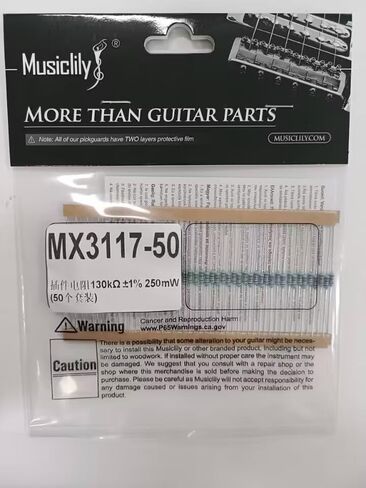 Musiclily ®
MORE THAN GUITAR PARTS
Note: All of our pickguards have TWO layers protective film
MUSICLILY.COM
MX3117-50
插件电阻130kΩ ±1% 250mW
(50个套装)
Warning
Cancer and Reproduction Harm
www.P65Warnings.ca.gov
Caution
There is a possibility that some alteration to your guitar might be neces-
sary to install this Musiclily or other branded product, including but not
limited to woodwork. If installed without proper care the instrument may
be damaged. We suggest that you consult with a repair shop or the
shop where this merchandise is sold before making the decision to
purchase. Please be careful as Musiclily will not accept responsibility for
any damage caused or issues arising from your installation of this
product.